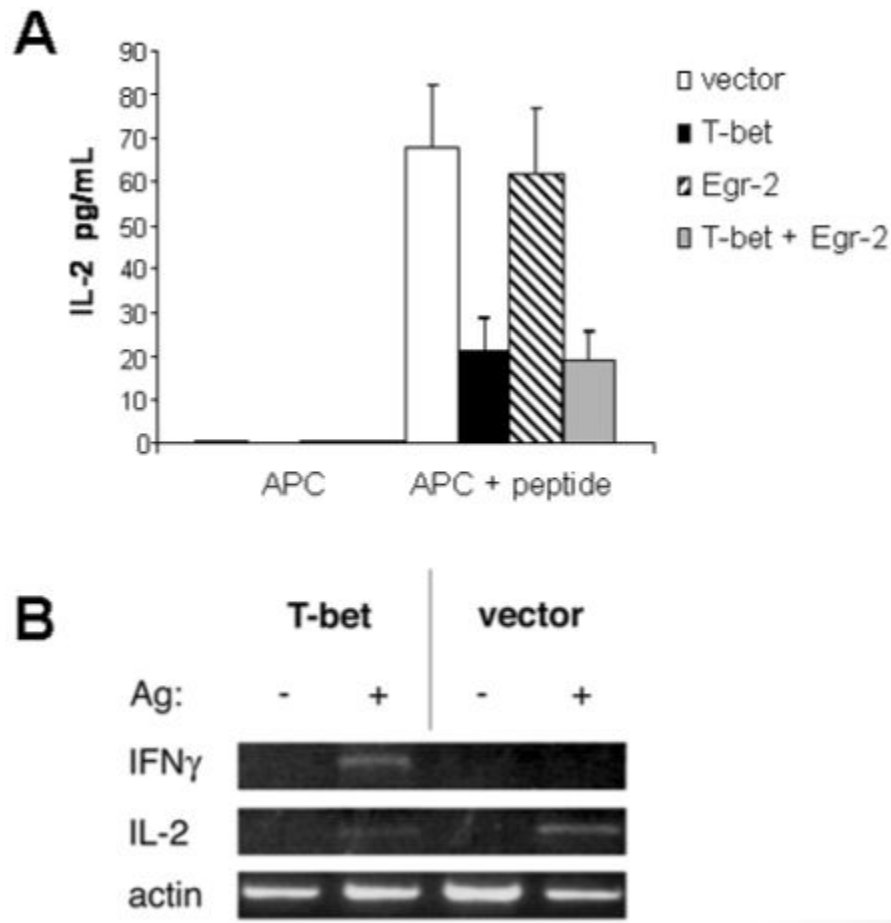 A
90
80
70
60
50
40
30
20
10
0
IL-2 pg/mL
APC
APC + peptide
vector
T-bet
Egr-2
T-bet + Egr-2
B
T-bet vector
Ag: - + - +
IFNγ
IL-2
actin